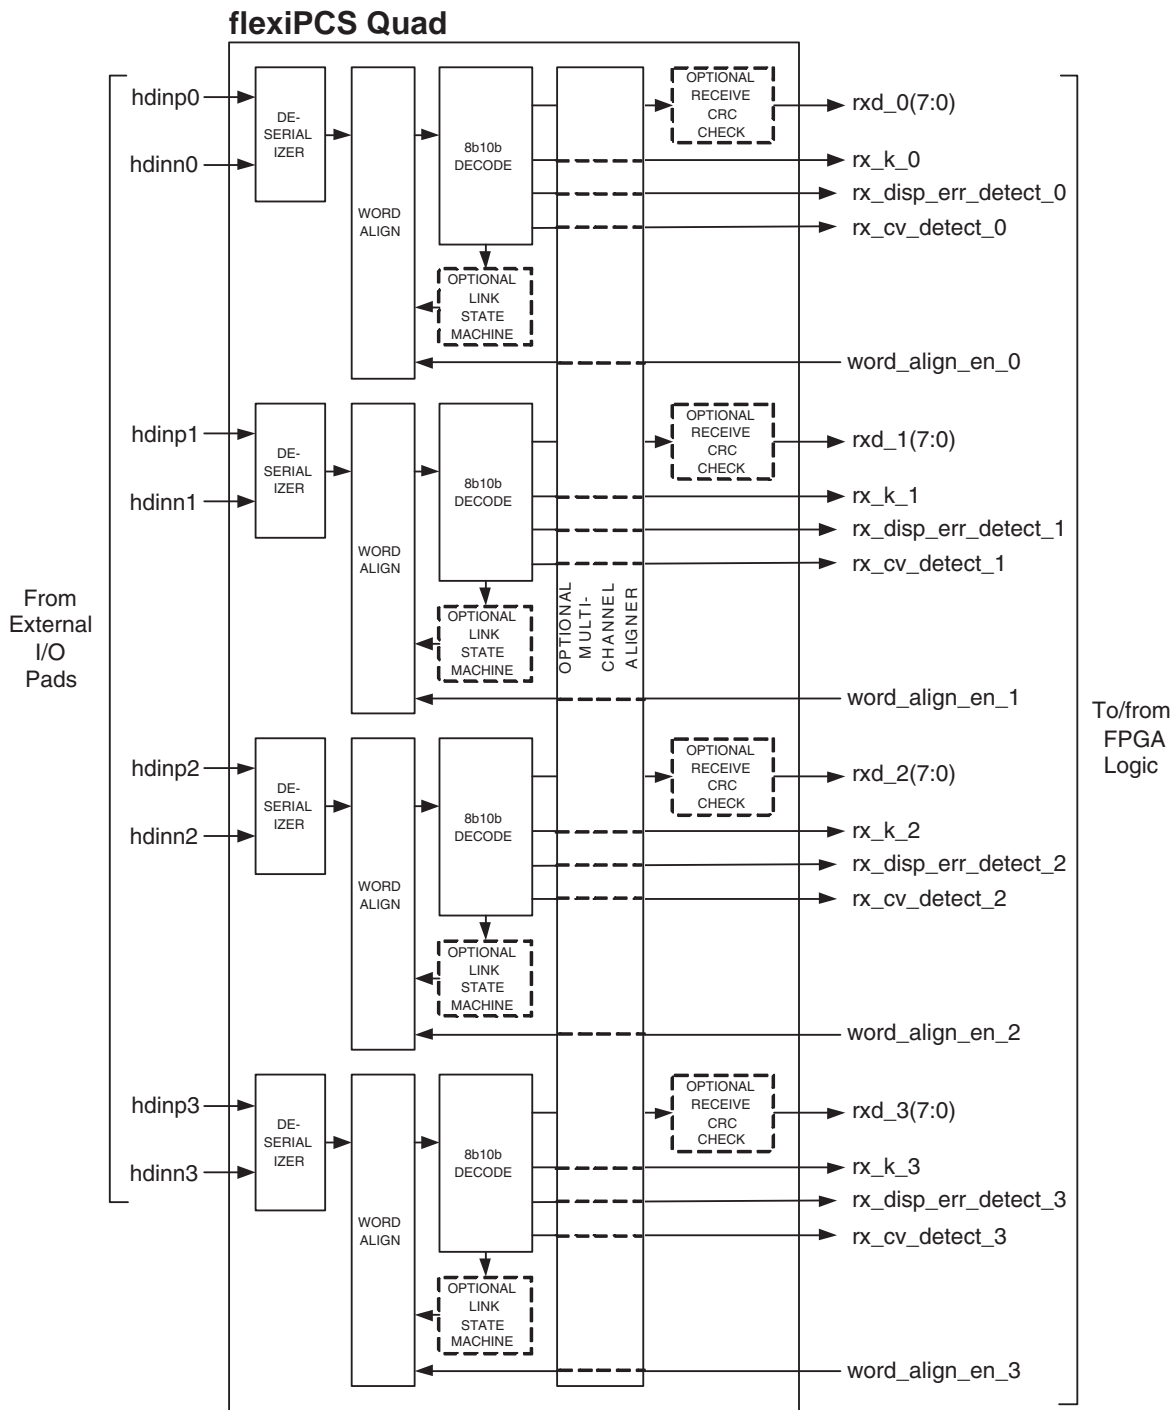 flexiPCS Quad
hdinp0
hdinn0
DE-
SERIAL
IZER
WORD
ALIGN
8b10b
DECODE
OPTIONAL
LINK
STATE
MACHINE
OPTIONAL
RECEIVE
CRC
CHECK
rxd_0(7:0)
rx_k_0
rx_disp_err_detect_0
rx_cv_detect_0
word_align_en_0
hdinp1
hdinn1
DE-
SERIAL
IZER
WORD
ALIGN
8b10b
DECODE
OPTIONAL
LINK
STATE
MACHINE
OPTIONAL
RECEIVE
CRC
CHECK
rxd_1(7:0)
rx_k_1
rx_disp_err_detect_1
rx_cv_detect_1
word_align_en_1
From
External
I/O
Pads
OPTIONAL
MULTI-
CHANNEL
ALIGNER
To/from
FPGA
Logic
hdinp2
hdinn2
DE-
SERIAL
IZER
WORD
ALIGN
8b10b
DECODE
OPTIONAL
LINK
STATE
MACHINE
OPTIONAL
RECEIVE
CRC
CHECK
rxd_2(7:0)
rx_k_2
rx_disp_err_detect_2
rx_cv_detect_2
word_align_en_2
hdinp3
hdinn3
DE-
SERIAL
IZER
WORD
ALIGN
8b10b
DECODE
OPTIONAL
LINK
STATE
MACHINE
OPTIONAL
RECEIVE
CRC
CHECK
rxd_3(7:0)
rx_k_3
rx_disp_err_detect_3
rx_cv_detect_3
word_align_en_3